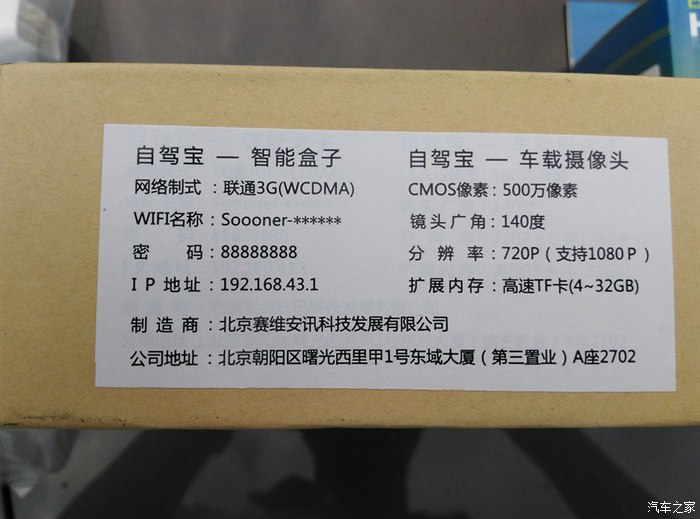 自驾宝 — 智能盒子
网络制式：联通3G(WCDMA)
WIFI名称：Soooner-******
密 码：88888888
IP地址：192.168.43.1
自驾宝 — 车载摄像头
CMOS像素：500万像素
镜头广角：140度
分 辨 率：720P（支持1080P）
扩展内存：高速TF卡(4~32GB)
制 造 商：北京赛维安讯科技发展有限公司
公司地址：北京朝阳区曙光西里甲1号东域大厦（第三置业）A座2702
汽车之家